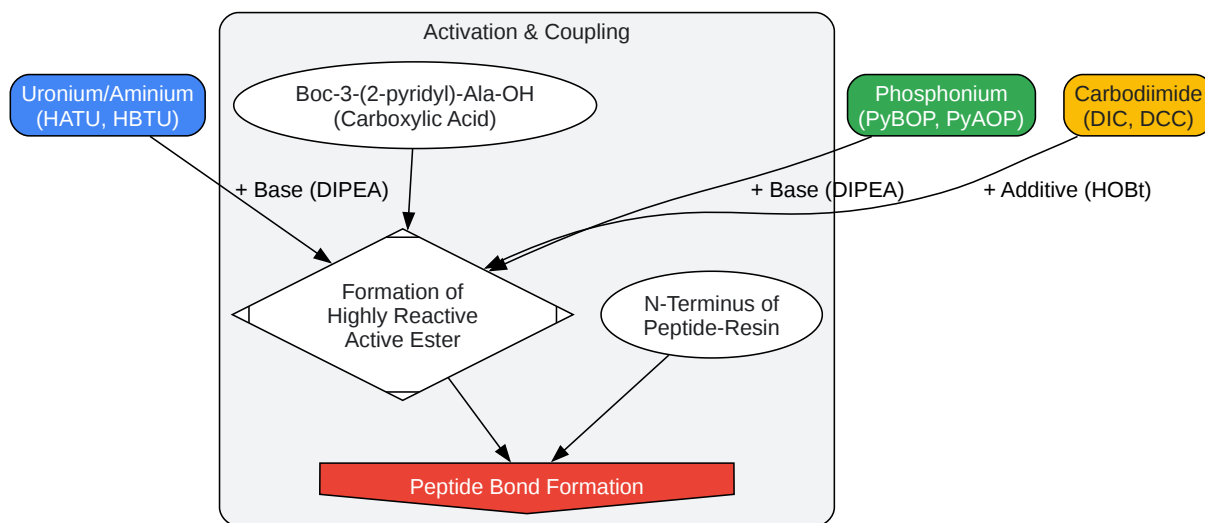 Activation & Coupling
Uronium/Aminium
(HATU, HBTU)
Boc-3-(2-pyridyl)-Ala-OH
(Carboxylic Acid)
Phosphonium
(PyBOP, PyAOP)
Carbodiimide
(DIC, DCC)
+ Base (DIPEA)
+ Base (DIPEA)
+ Additive (HOBt)
Formation of
Highly Reactive
Active Ester
N-Terminus of
Peptide-Resin
Peptide Bond Formation